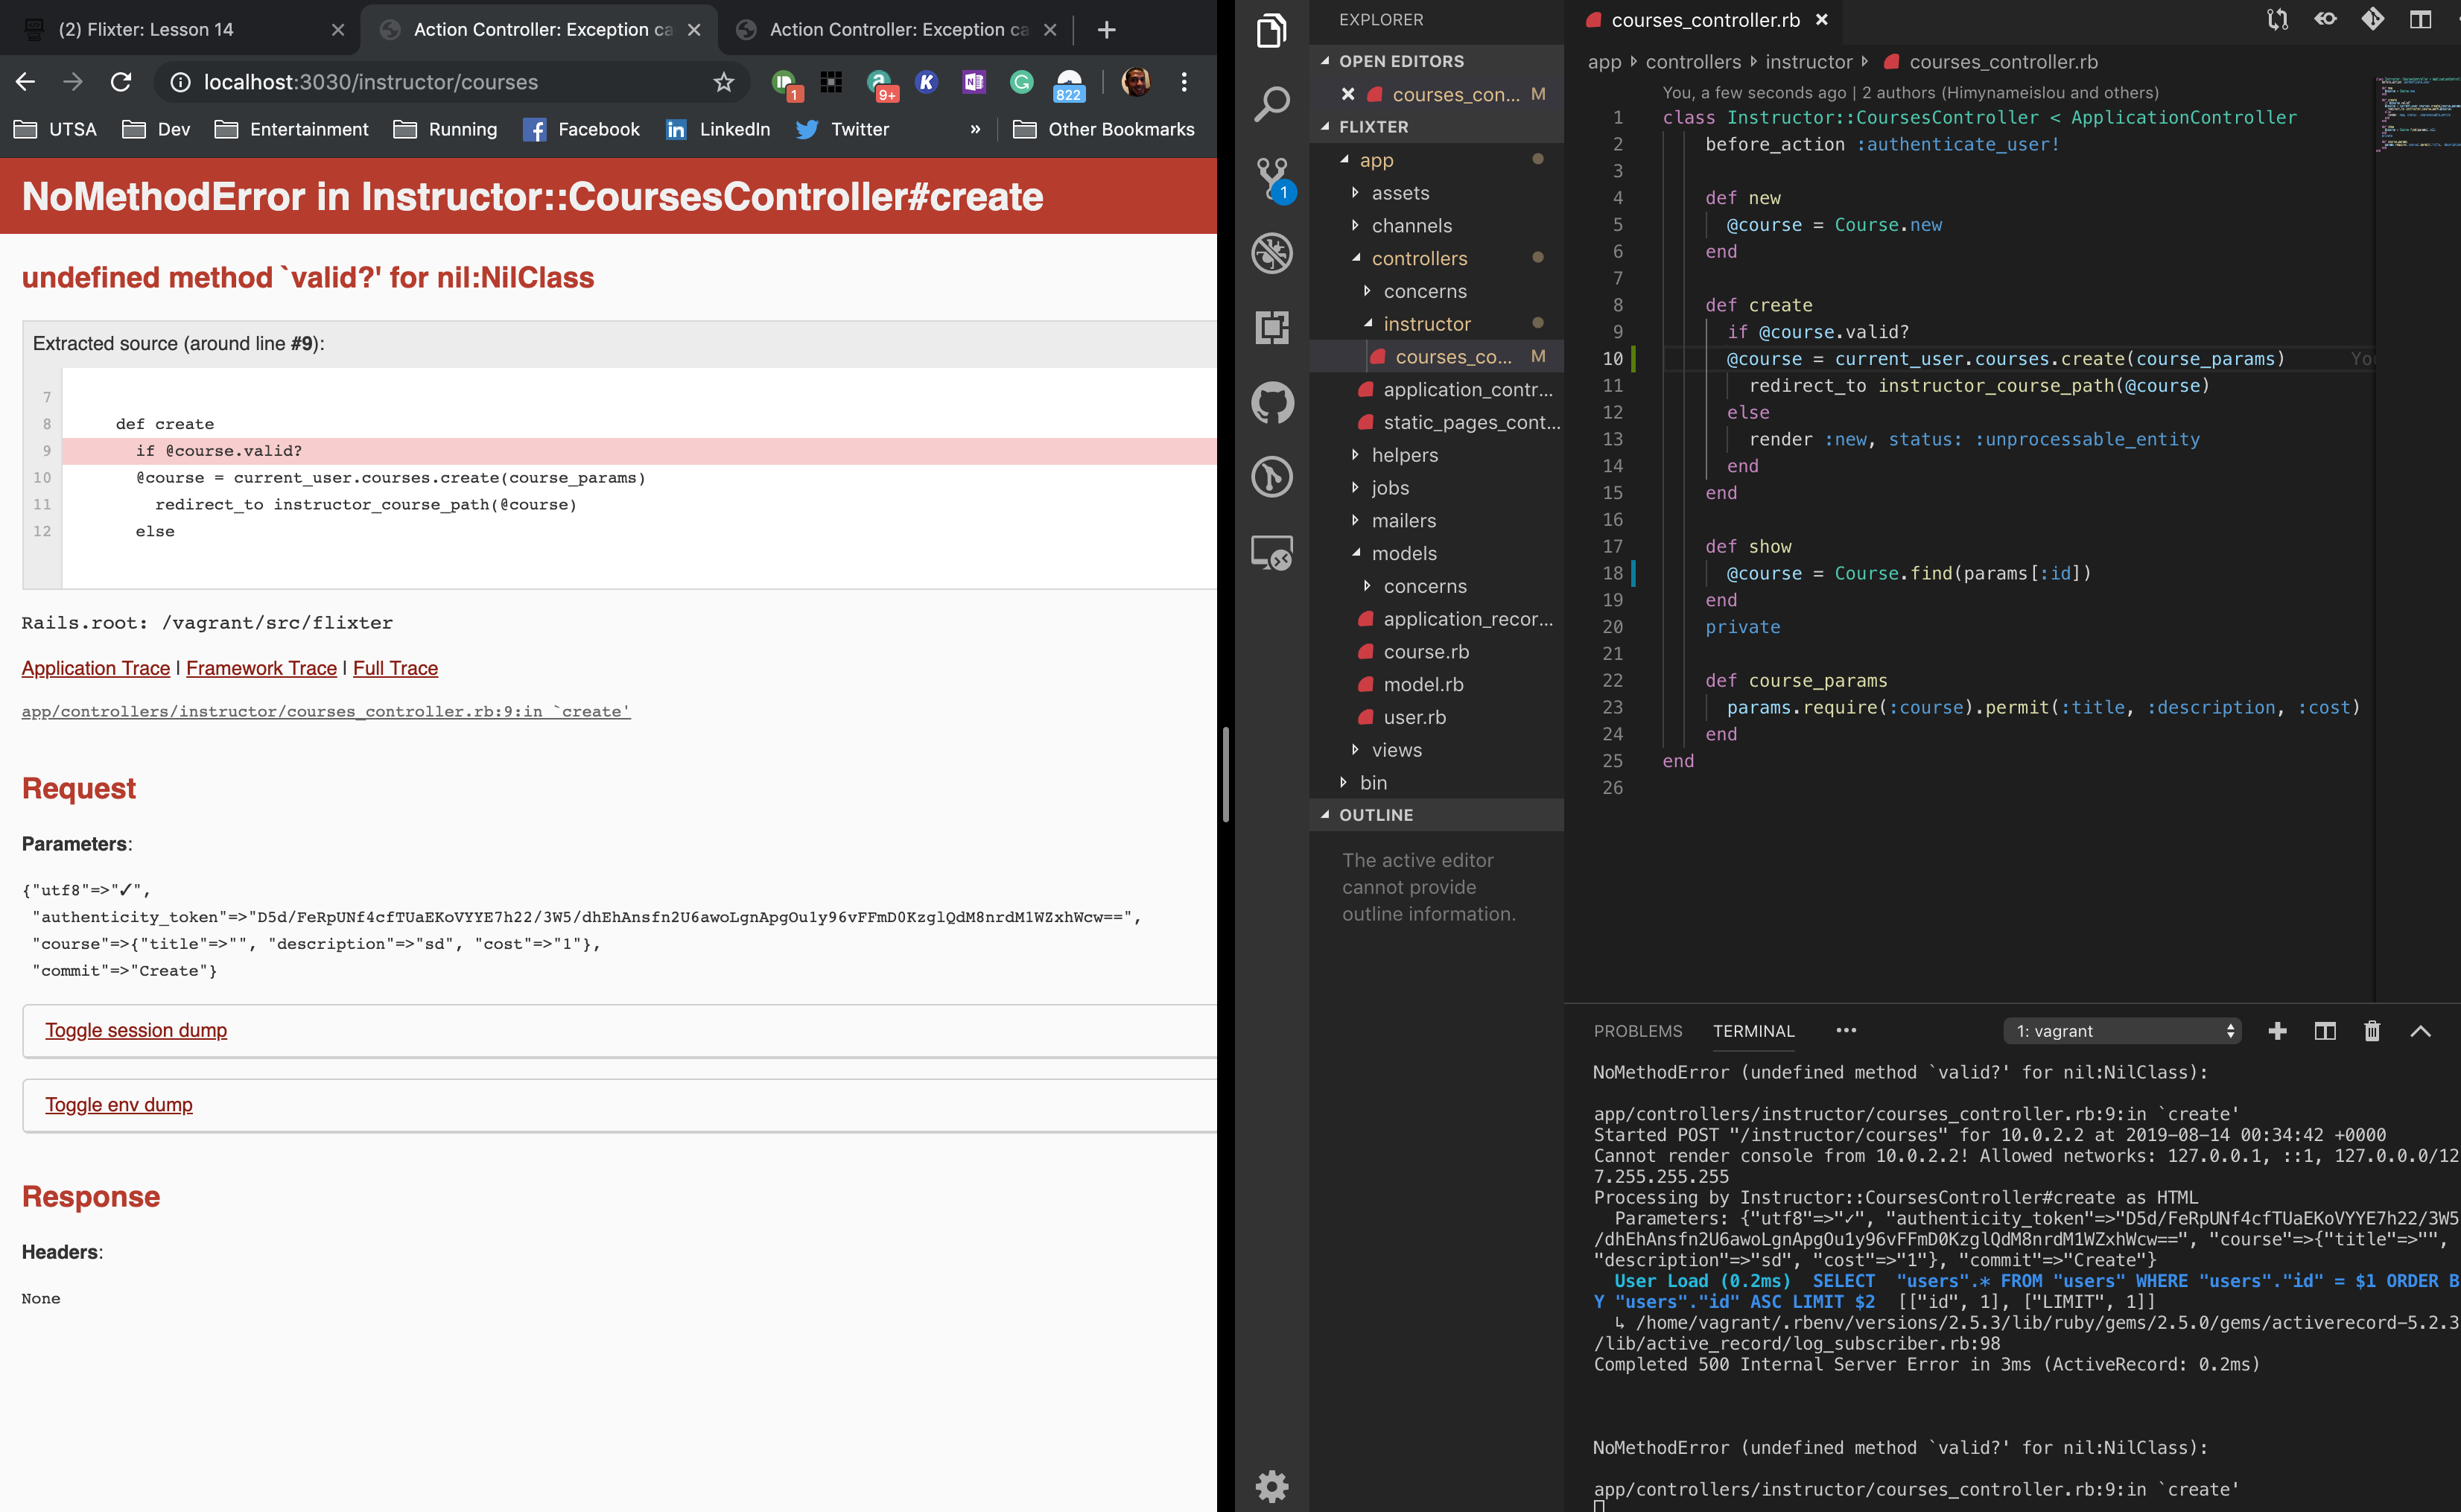 (2) Flixter: Lesson 14
Action Controller: Exception ca
Action Controller: Exception ca
localhost:3030/instructor/courses
1
9+
K
N
G
822
UTSA
Dev
Entertainment
Running
Facebook
LinkedIn
Twitter
»
Other Bookmarks
NoMethodError in Instructor::CoursesController#create
undefined method `valid?' for nil:NilClass
Extracted source (around line #9):
7
8 def create
9 if @course.valid?
10 @course = current_user.courses.create(course_params)
11 redirect_to instructor_course_path(@course)
12 else
Rails.root: /vagrant/src/flixter
Application Trace | Framework Trace | Full Trace
app/controllers/instructor/courses_controller.rb:9:in `create'
Request
Parameters:
{"utf8"=>"✓",
"authenticity_token"=>"D5d/FeRpUNf4cfTUaEKoVYYE7h22/3W5/dhEhAnsfn2U6awoLgnApgOu1y96vFFmD0KzglQdM8nrdM1WZxhWcw==",
"course"=>{"title"=>"", "description"=>"sd", "cost"=>"1"},
"commit"=>"Create"}
Toggle session dump
Toggle env dump
Response
Headers:
None
1
EXPLORER
OPEN EDITORS
courses_con... M
FLIXTER
app
assets
channels
controllers
concerns
instructor
courses_co... M
application_contr...
static_pages_cont...
helpers
jobs
mailers
models
concerns
application_recor...
course.rb
model.rb
user.rb
views
bin
OUTLINE
The active editor
cannot provide
outline information.
courses_controller.rb
app controllers instructor courses_controller.rb
You, a few seconds ago | 2 authors (Himynameislou and others)
1 class Instructor::CoursesController < ApplicationController
2 before_action :authenticate_user!
3
4 def new
5 @course = Course.new
6 end
7
8 def create
9 if @course.valid?
10 @course = current_user.courses.create(course_params) You
11 redirect_to instructor_course_path(@course)
12 else
13 render :new, status: :unprocessable_entity
14 end
15 end
16
17 def show
18 @course = Course.find(params[:id])
19 end
20 private
21
22 def course_params
23 params.require(:course).permit(:title, :description, :cost)
24 end
25 end
26
PROBLEMS TERMINAL ••• 1: vagrant
NoMethodError (undefined method `valid?' for nil:NilClass):
app/controllers/instructor/courses_controller.rb:9:in `create'
Started POST "/instructor/courses" for 10.0.2.2 at 2019-08-14 00:34:42 +0000
Cannot render console from 10.0.2.2! Allowed networks: 127.0.0.1, ::1, 127.0.0.0/12
7.255.255.255
Processing by Instructor::CoursesController#create as HTML
Parameters: {"utf8"=>"✓", "authenticity_token"=>"D5d/FeRpUNf4cfTUaEKoVYYE7h22/3W5
/dhEhAnsfn2U6awoLgnApgOu1y96vFFmD0KzglQdM8nrdM1WZxhWcw==", "course"=>{"title"=>"",
"description"=>"sd", "cost"=>"1"}, "commit"=>"Create"}
User Load (0.2ms) SELECT "users".* FROM "users" WHERE "users"."id" = $1 ORDER B
Y "users"."id" ASC LIMIT $2 [["id", 1], ["LIMIT", 1]]
↳ /home/vagrant/.rbenv/versions/2.5.3/lib/ruby/gems/2.5.0/gems/activerecord-5.2.3
/lib/active_record/log_subscriber.rb:98
Completed 500 Internal Server Error in 3ms (ActiveRecord: 0.2ms)
NoMethodError (undefined method `valid?' for nil:NilClass):
app/controllers/instructor/courses_controller.rb:9:in `create'